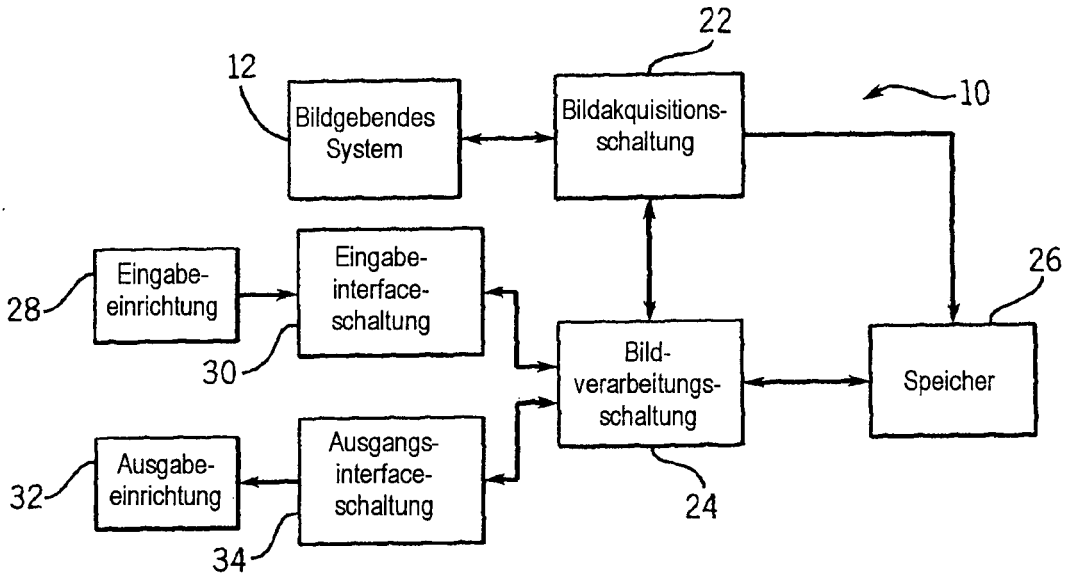 22
12
10
Bildgebendes
System
Bildakquisitions-
schaltung
28
Eingabe-
einrichtung
Eingabe-
interface-
schaltung
30
26
Bild-
verarbeitungs-
schaltung
24
Speicher
32
Ausgabe-
einrichtung
Ausgangs-
interface-
schaltung
34